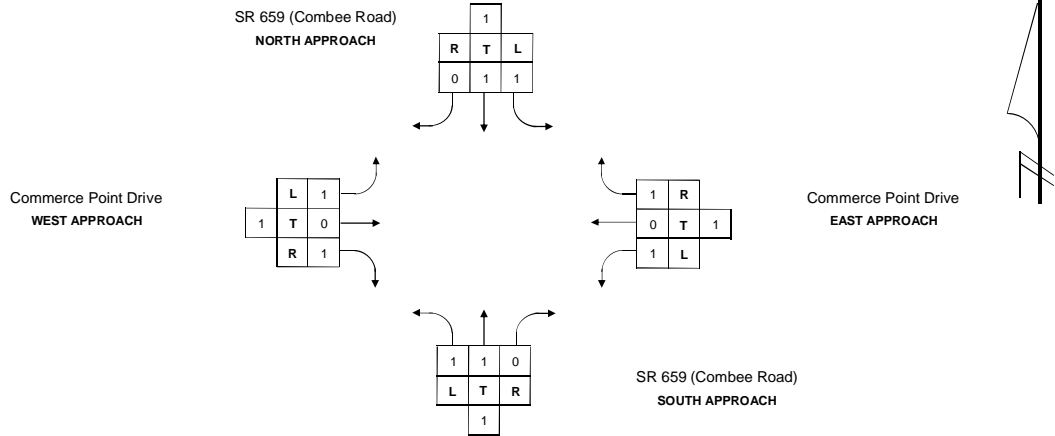 SR 659 (Combee Road)
NORTH APPROACH
1
R T L
0 1 1
Commerce Point Drive
WEST APPROACH
L 1
1 T 0
R 1
1 R
0 T 1
1 L
Commerce Point Drive
EAST APPROACH
1 1 0
L T R
1
SR 659 (Combee Road)
SOUTH APPROACH